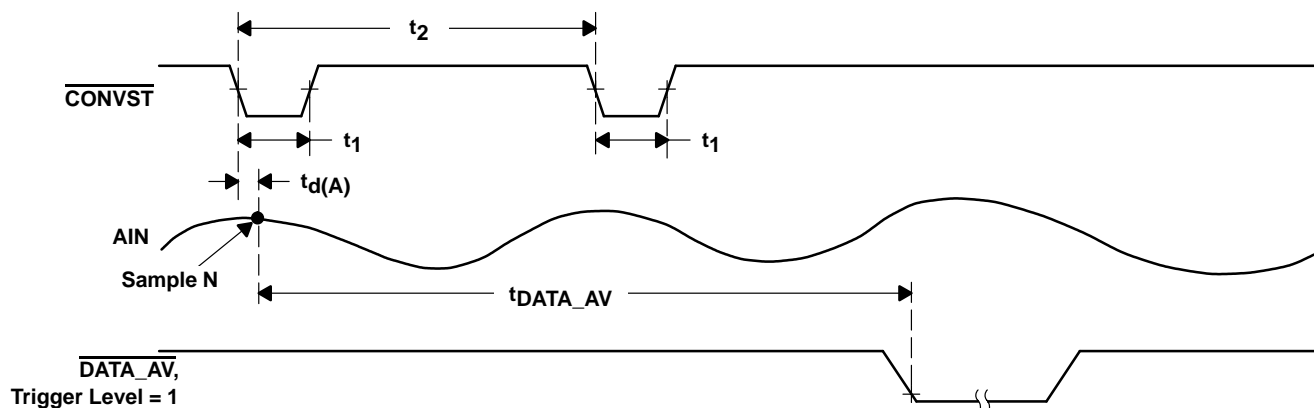 t2
CONVST
t1
t1
td(A)
AIN
Sample N
tDATA_AV
DATA_AV,
Trigger Level = 1